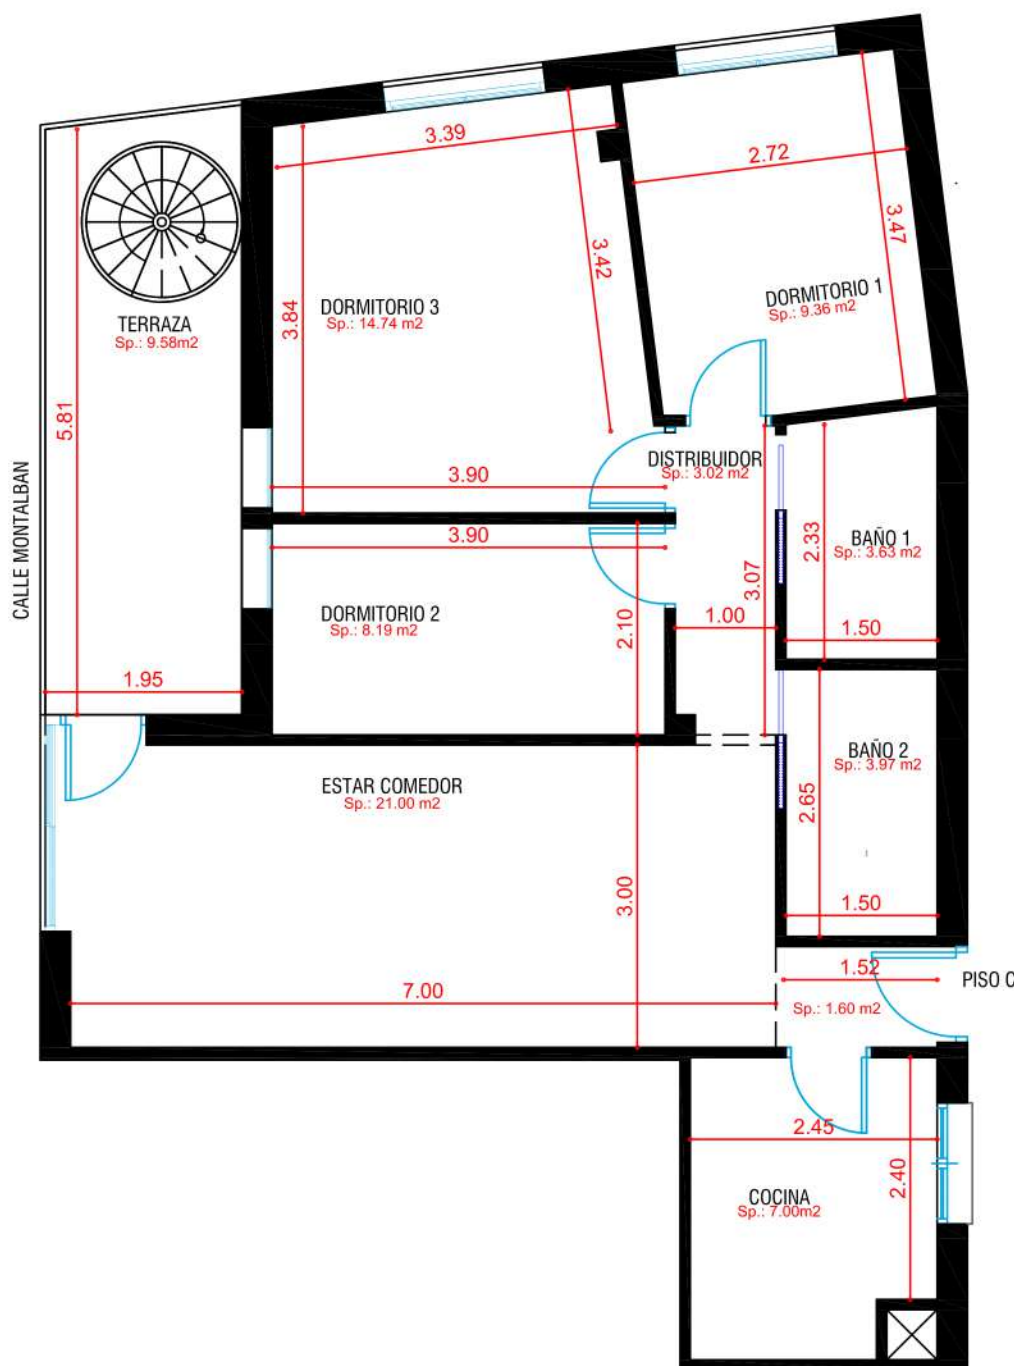 3.39
2.72
3.47
3.42
3.84
DORMITORIO 3
Sp.: 14.74 m2
DORMITORIO 1
Sp.: 9.36 m2
TERRAZA
Sp.: 9.58m2
5.81
CALLE MONTALBAN
3.90
DISTRIBUIDOR
Sp.: 3.02 m2
3.90
2.33
BAÑO 1
Sp.: 3.63 m2
3.07
DORMITORIO 2
Sp.: 8.19 m2
2.10
1.00
1.50
1.95
BAÑO 2
Sp.: 3.97 m2
ESTAR COMEDOR
Sp.: 21.00 m2
2.65
3.00
1.50
7.00
1.52
PISO C
Sp.: 1.60 m2
2.45
2.40
COCINA
Sp.: 7.00m2